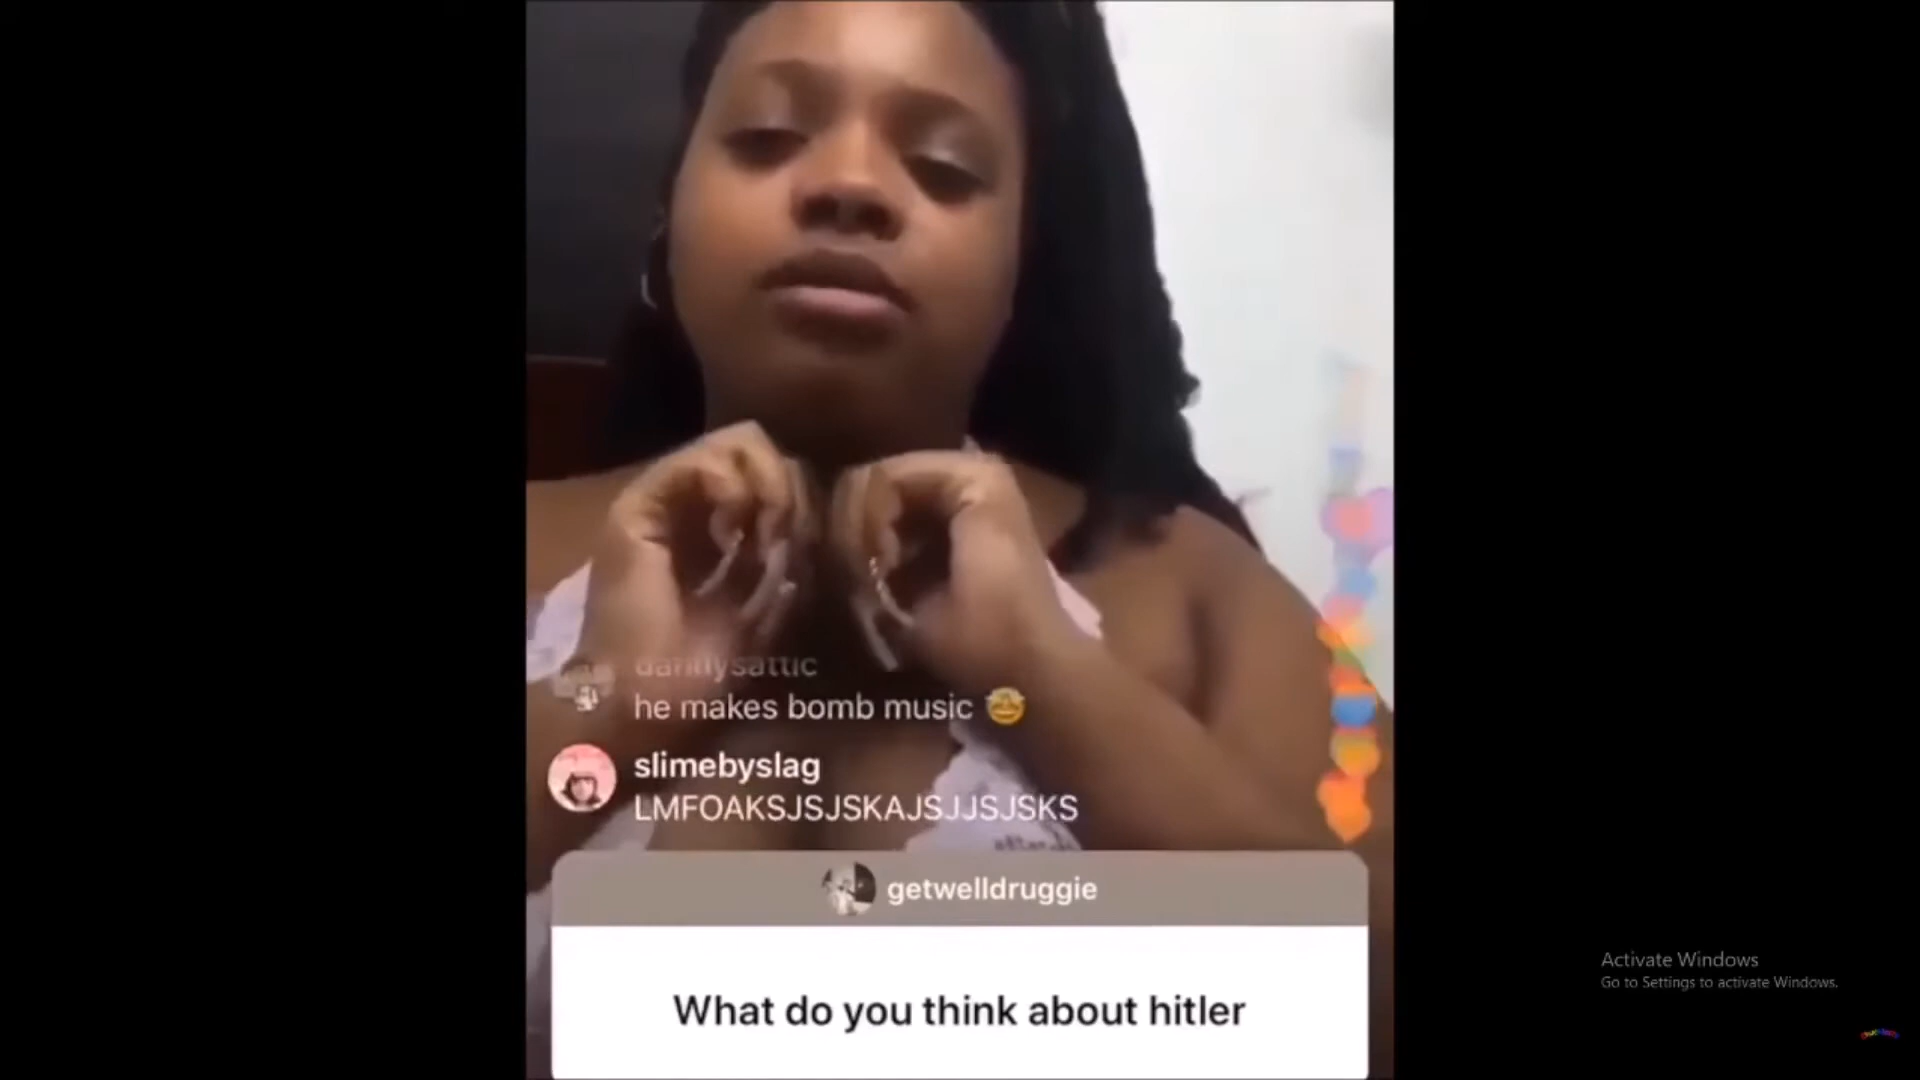 dannysattic
he makes bomb music 🤩
slimebyslag
LMFOAKSJSJSKAJSJJSJSKS
getwelldruggie
What do you think about hitler
Activate Windows
Go to Settings to activate Windows.